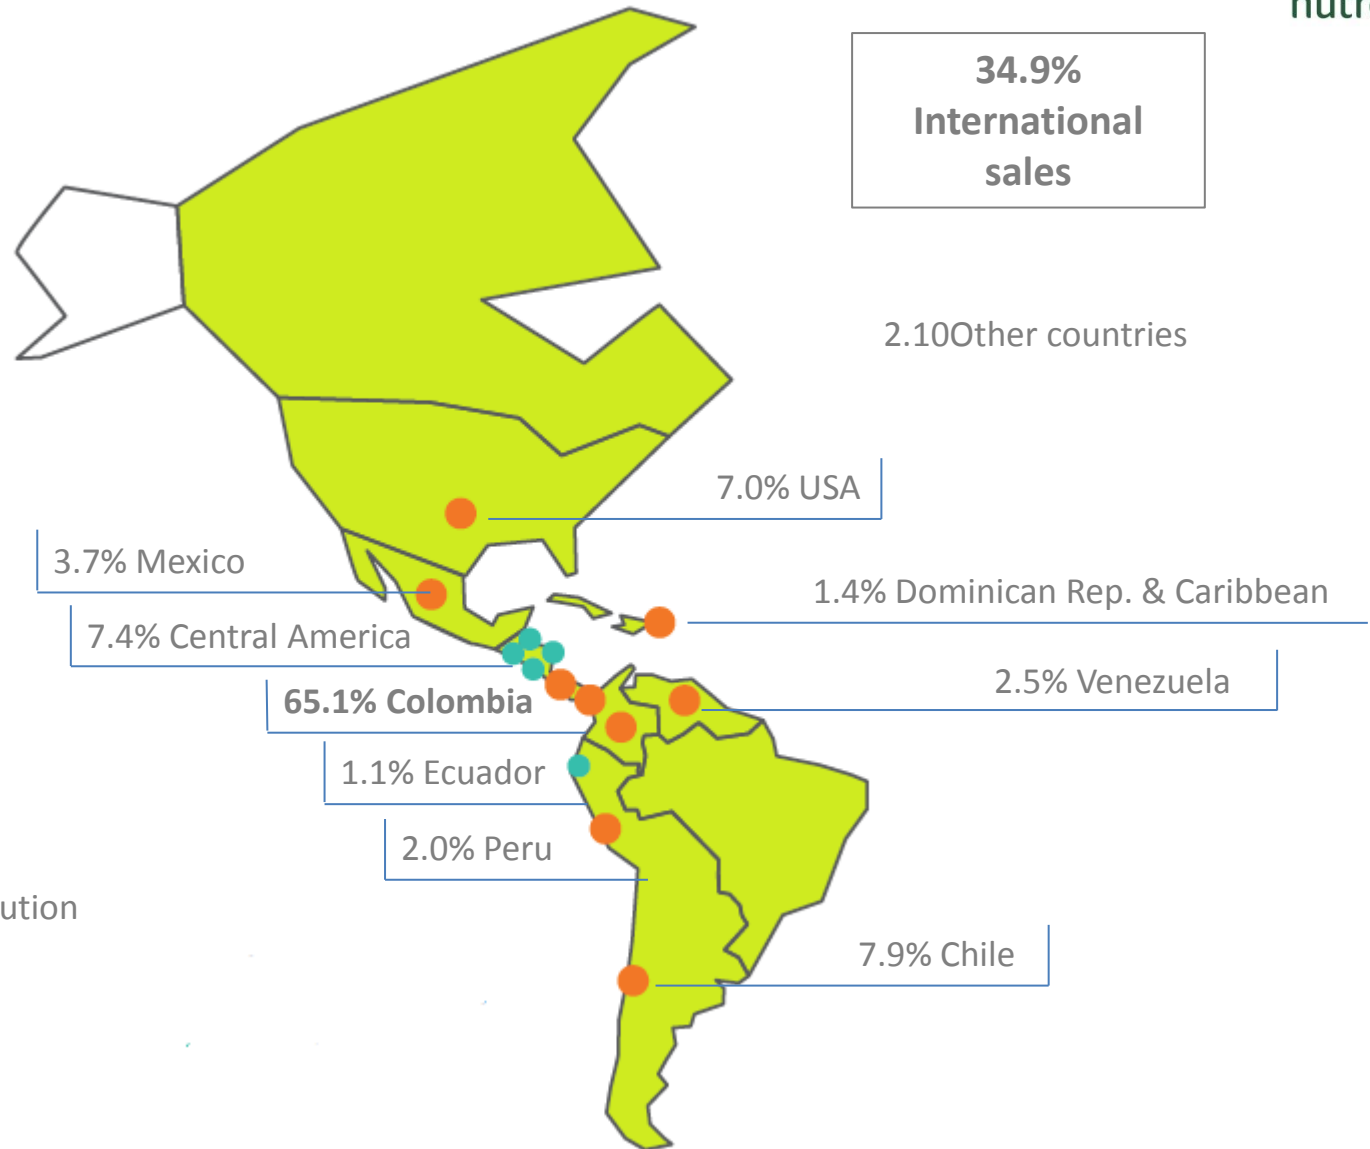 34.9%
International
sales
2.10Other countries
7.0% USA
3.7% Mexico
1.4% Dominican Rep. & Caribbean
7.4% Central America
2.5% Venezuela
65.1% Colombia
1.1% Ecuador
2.0% Peru
ution
7.9% Chile